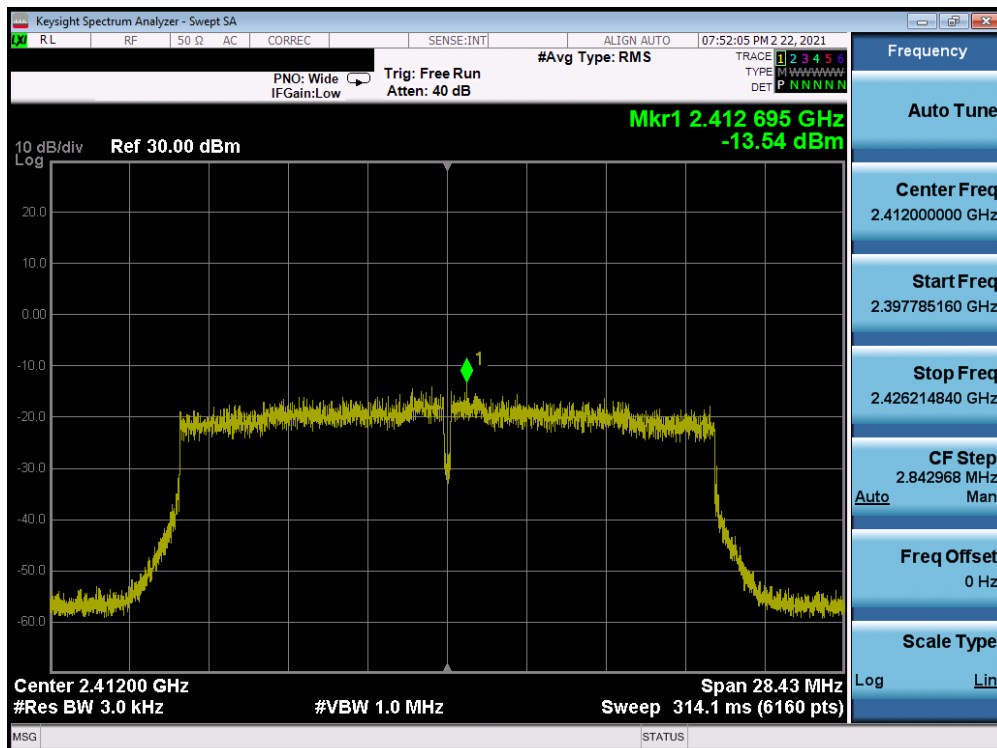 Keysight Spectrum Analyzer - Swept SA
LXI RL RF 50 Ω AC CORREC SENSE:INT ALIGN AUTO 07:52:05 PM 2 22, 2021
#Avg Type: RMS
PNO: Wide
IFGain:Low
Trig: Free Run
Atten: 40 dB
TRACE 1 2 3 4 5 6
TYPE M WWWWW
DET P N N N N N
Mkr1 2.412 695 GHz
-13.54 dBm
10 dB/div Ref 30.00 dBm
Log
20.0
10.0
0.00
-10.0
-20.0
-30.0
-40.0
-50.0
-60.0
1
Center 2.41200 GHz Span 28.43 MHz
#Res BW 3.0 kHz #VBW 1.0 MHz Sweep 314.1 ms (6160 pts)
MSG STATUS
Frequency
Auto Tune
Center Freq
2.412000000 GHz
Start Freq
2.397785160 GHz
Stop Freq
2.426214840 GHz
CF Step
2.842968 MHz
Auto Man
Freq Offset
0 Hz
Scale Type
Log Lin